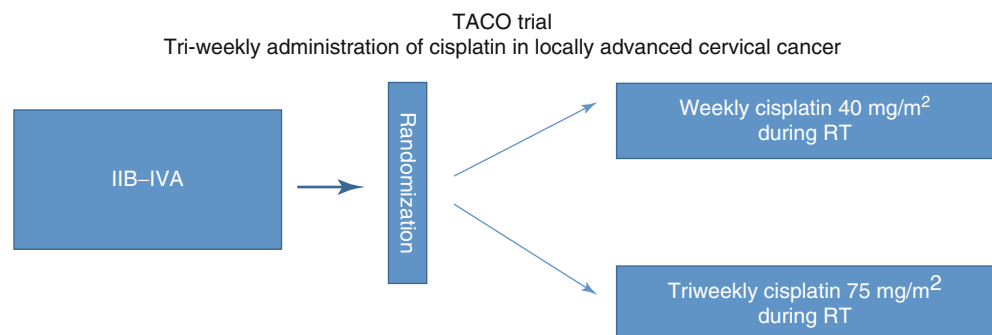 TACO trial
Tri-weekly administration of cisplatin in locally advanced cervical cancer
IIB–IVA
Randomization
Weekly cisplatin 40 mg/m²
during RT
Triweekly cisplatin 75 mg/m²
during RT